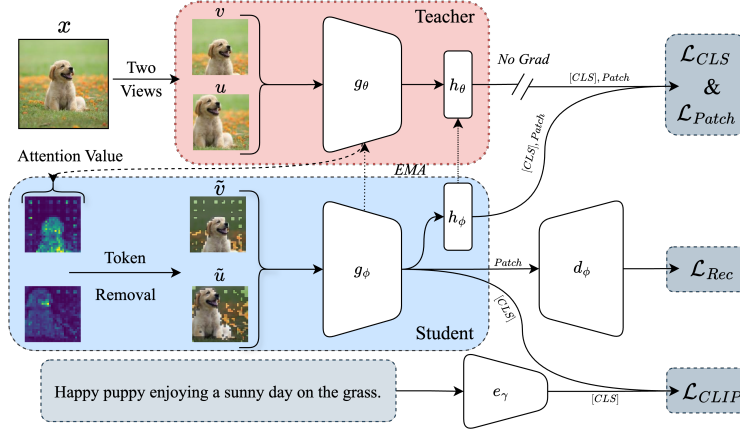 x
Two
Views
v
u
Teacher
g_θ
h_θ
No Grad
[CLS], Patch
ℒ_CLS
&
ℒ_Patch
[CLS], Patch
Attention Value
EMA
ṽ
ũ
Token
Removal
g_ϕ
h_ϕ
Student
Patch
d_ϕ
ℒ_Rec
[CLS]
Happy puppy enjoying a sunny day on the grass.
e_γ
[CLS]
ℒ_CLIP